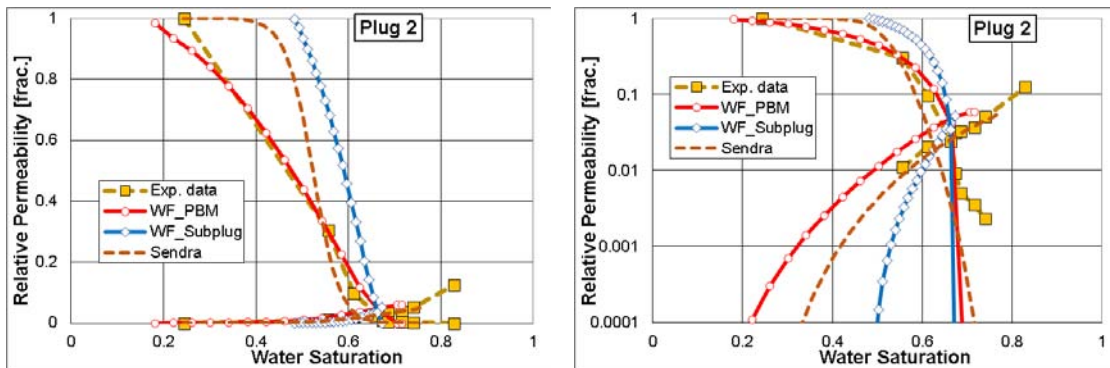 Plug 2
Relative Permeability [frac.]
1
0.8
0.6
0.4
0.2
0
Exp. data
WF_PBM
WF_Subplug
Sendra
0
0.2
0.4
0.6
0.8
1
Water Saturation
Plug 2
Relative Permeability [frac.]
1
0.1
0.01
0.001
0.0001
Exp. data
WF_PBM
WF_Subplug
Sendra
0
0.2
0.4
0.6
0.8
1
Water Saturation